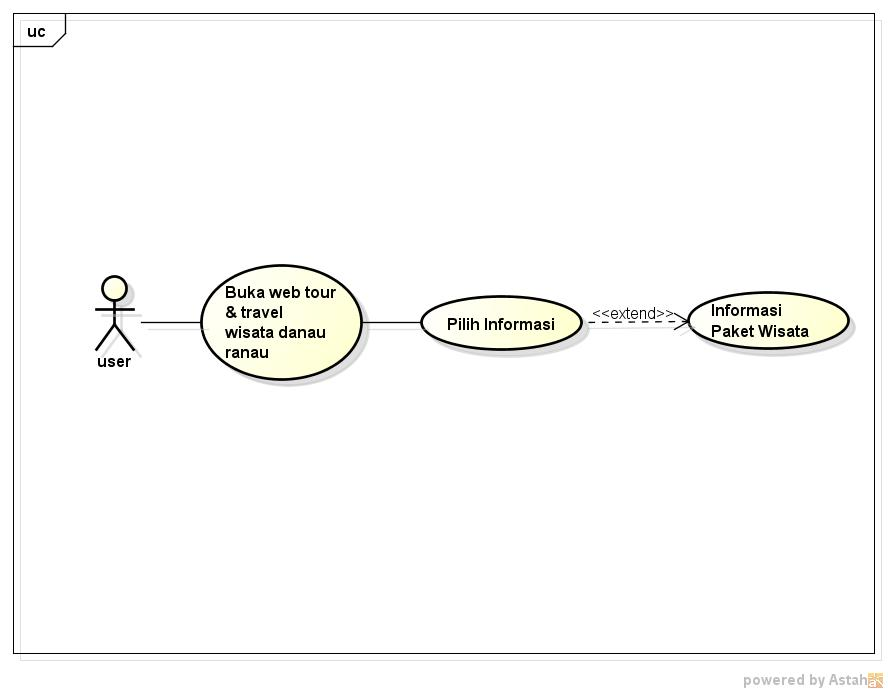 uc
Buka web tour
& travel
wisata danau
ranau
Pilih Informasi
<<extend>>
Informasi
Paket Wisata
user
powered by Astah